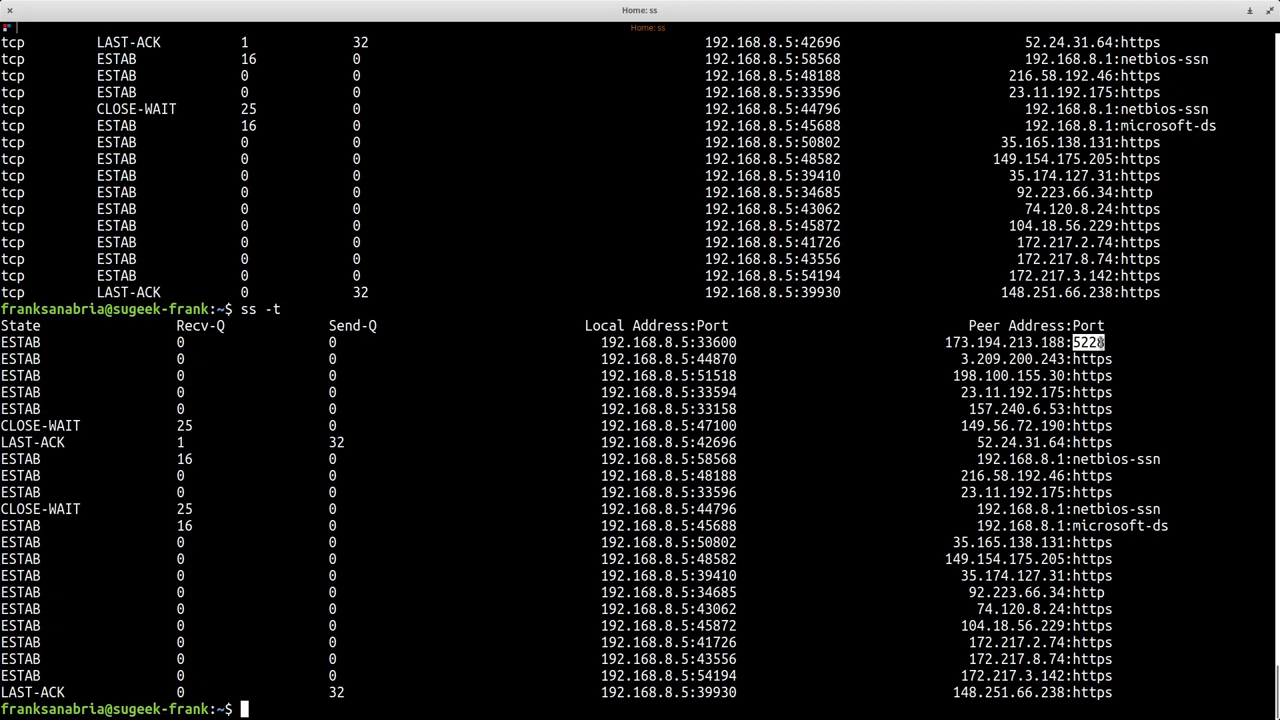 Home: ss
Home: ss
tcp LAST-ACK 1 32 192.168.8.5:42696 52.24.31.64:https
tcp ESTAB 16 0 192.168.8.5:58568 192.168.8.1:netbios-ssn
tcp ESTAB 0 0 192.168.8.5:48188 216.58.192.46:https
tcp ESTAB 0 0 192.168.8.5:33596 23.11.192.175:https
tcp CLOSE-WAIT 25 0 192.168.8.5:44796 192.168.8.1:netbios-ssn
tcp ESTAB 16 0 192.168.8.5:45688 192.168.8.1:microsoft-ds
tcp ESTAB 0 0 192.168.8.5:50802 35.165.138.131:https
tcp ESTAB 0 0 192.168.8.5:48582 149.154.175.205:https
tcp ESTAB 0 0 192.168.8.5:39410 35.174.127.31:https
tcp ESTAB 0 0 192.168.8.5:34685 92.223.66.34:http
tcp ESTAB 0 0 192.168.8.5:43062 74.120.8.24:https
tcp ESTAB 0 0 192.168.8.5:45872 104.18.56.229:https
tcp ESTAB 0 0 192.168.8.5:41726 172.217.2.74:https
tcp ESTAB 0 0 192.168.8.5:43556 172.217.8.74:https
tcp ESTAB 0 0 192.168.8.5:54194 172.217.3.142:https
tcp LAST-ACK 0 32 192.168.8.5:39930 148.251.66.238:https
franksanabria@sugeek-frank:~$ ss -t
State Recv-Q Send-Q Local Address:Port Peer Address:Port
ESTAB 0 0 192.168.8.5:33600 173.194.213.188:5228
ESTAB 0 0 192.168.8.5:44870 3.209.200.243:https
ESTAB 0 0 192.168.8.5:51518 198.100.155.30:https
ESTAB 0 0 192.168.8.5:33594 23.11.192.175:https
ESTAB 0 0 192.168.8.5:33158 157.240.6.53:https
CLOSE-WAIT 25 0 192.168.8.5:47100 149.56.72.190:https
LAST-ACK 1 32 192.168.8.5:42696 52.24.31.64:https
ESTAB 16 0 192.168.8.5:58568 192.168.8.1:netbios-ssn
ESTAB 0 0 192.168.8.5:48188 216.58.192.46:https
ESTAB 0 0 192.168.8.5:33596 23.11.192.175:https
CLOSE-WAIT 25 0 192.168.8.5:44796 192.168.8.1:netbios-ssn
ESTAB 16 0 192.168.8.5:45688 192.168.8.1:microsoft-ds
ESTAB 0 0 192.168.8.5:50802 35.165.138.131:https
ESTAB 0 0 192.168.8.5:48582 149.154.175.205:https
ESTAB 0 0 192.168.8.5:39410 35.174.127.31:https
ESTAB 0 0 192.168.8.5:34685 92.223.66.34:http
ESTAB 0 0 192.168.8.5:43062 74.120.8.24:https
ESTAB 0 0 192.168.8.5:45872 104.18.56.229:https
ESTAB 0 0 192.168.8.5:41726 172.217.2.74:https
ESTAB 0 0 192.168.8.5:43556 172.217.8.74:https
ESTAB 0 0 192.168.8.5:54194 172.217.3.142:https
LAST-ACK 0 32 192.168.8.5:39930 148.251.66.238:https
franksanabria@sugeek-frank:~$